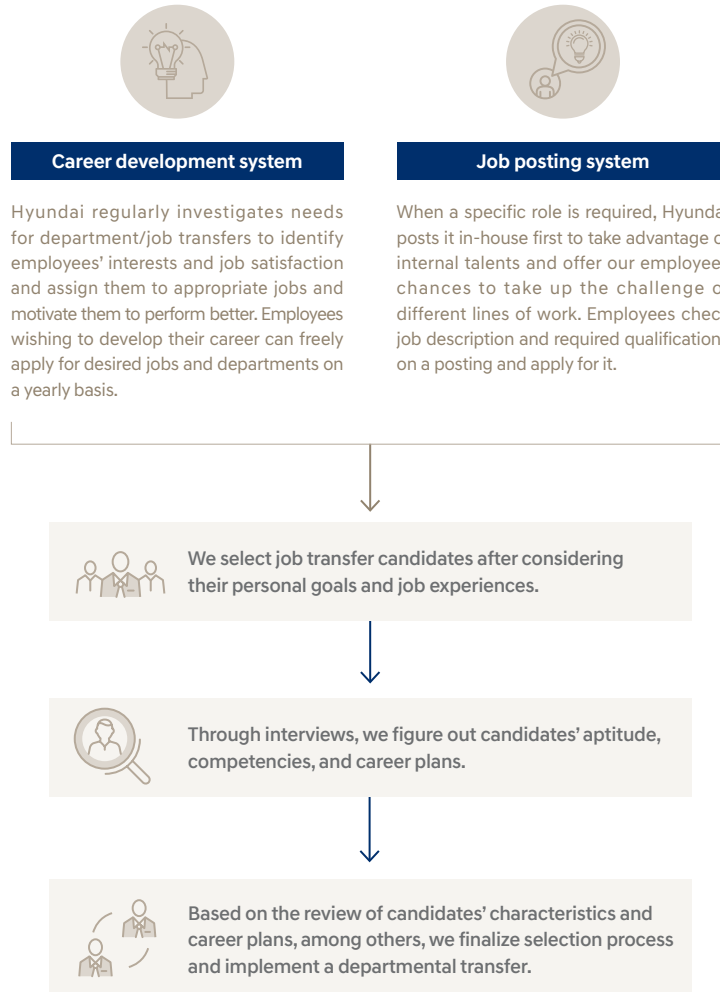 Career development system
Hyundai regularly investigates needs
for department/job transfers to identify
employees' interests and job satisfaction
and assign them to appropriate jobs and
motivate them to perform better. Employees
wishing to develop their career can freely
apply for desired jobs and departments on
a yearly basis.
Job posting system
When a specific role is required,
posts it in-house first to take advantage
internal talents and offer our
chances to take up the challenge
different lines of work. Employees
job description and required
on a posting and apply for it.
We select job transfer candidates after considering
their personal goals and job experiences.
Through interviews, we figure out candidates' aptitude,
competencies, and career plans.
Based on the review of candidates' characteristics and
career plans, among others, we finalize selection process
and implement a departmental transfer.